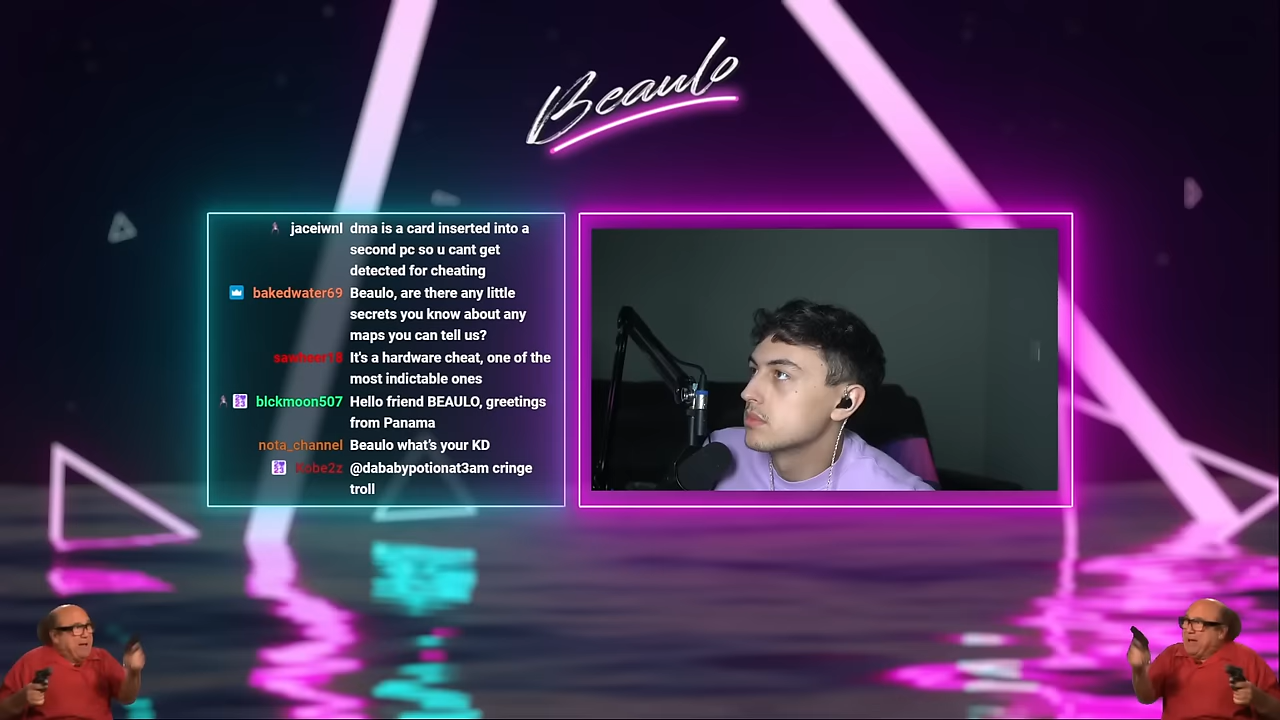 Beaulo
jaceiwnl dma is a card inserted into a
second pc so u cant get
detected for cheating
bakedwater69 Beaulo, are there any little
secrets you know about any
maps you can tell us?
It's a hardware cheat, one of the
most indictable ones
blckmoon507 Hello friend BEAULO, greetings
from Panama
nota_channel Beaulo what's your KD
Kobe2z @dababypotionat3am cringe
troll